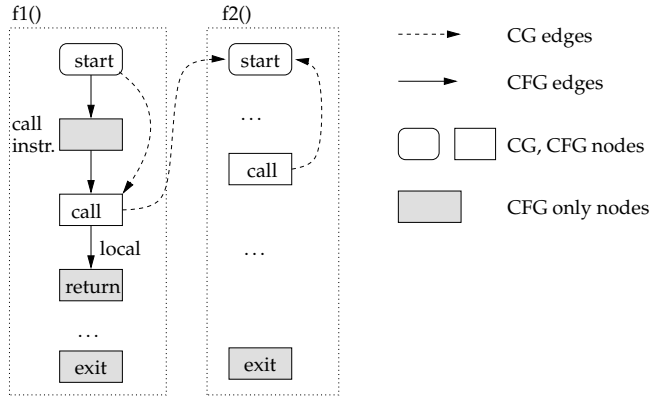 f1()
start
call
instr.
call
local
return
...
exit
f2()
start
...
call
...
exit
CG edges
CFG edges
CG, CFG nodes
CFG only nodes